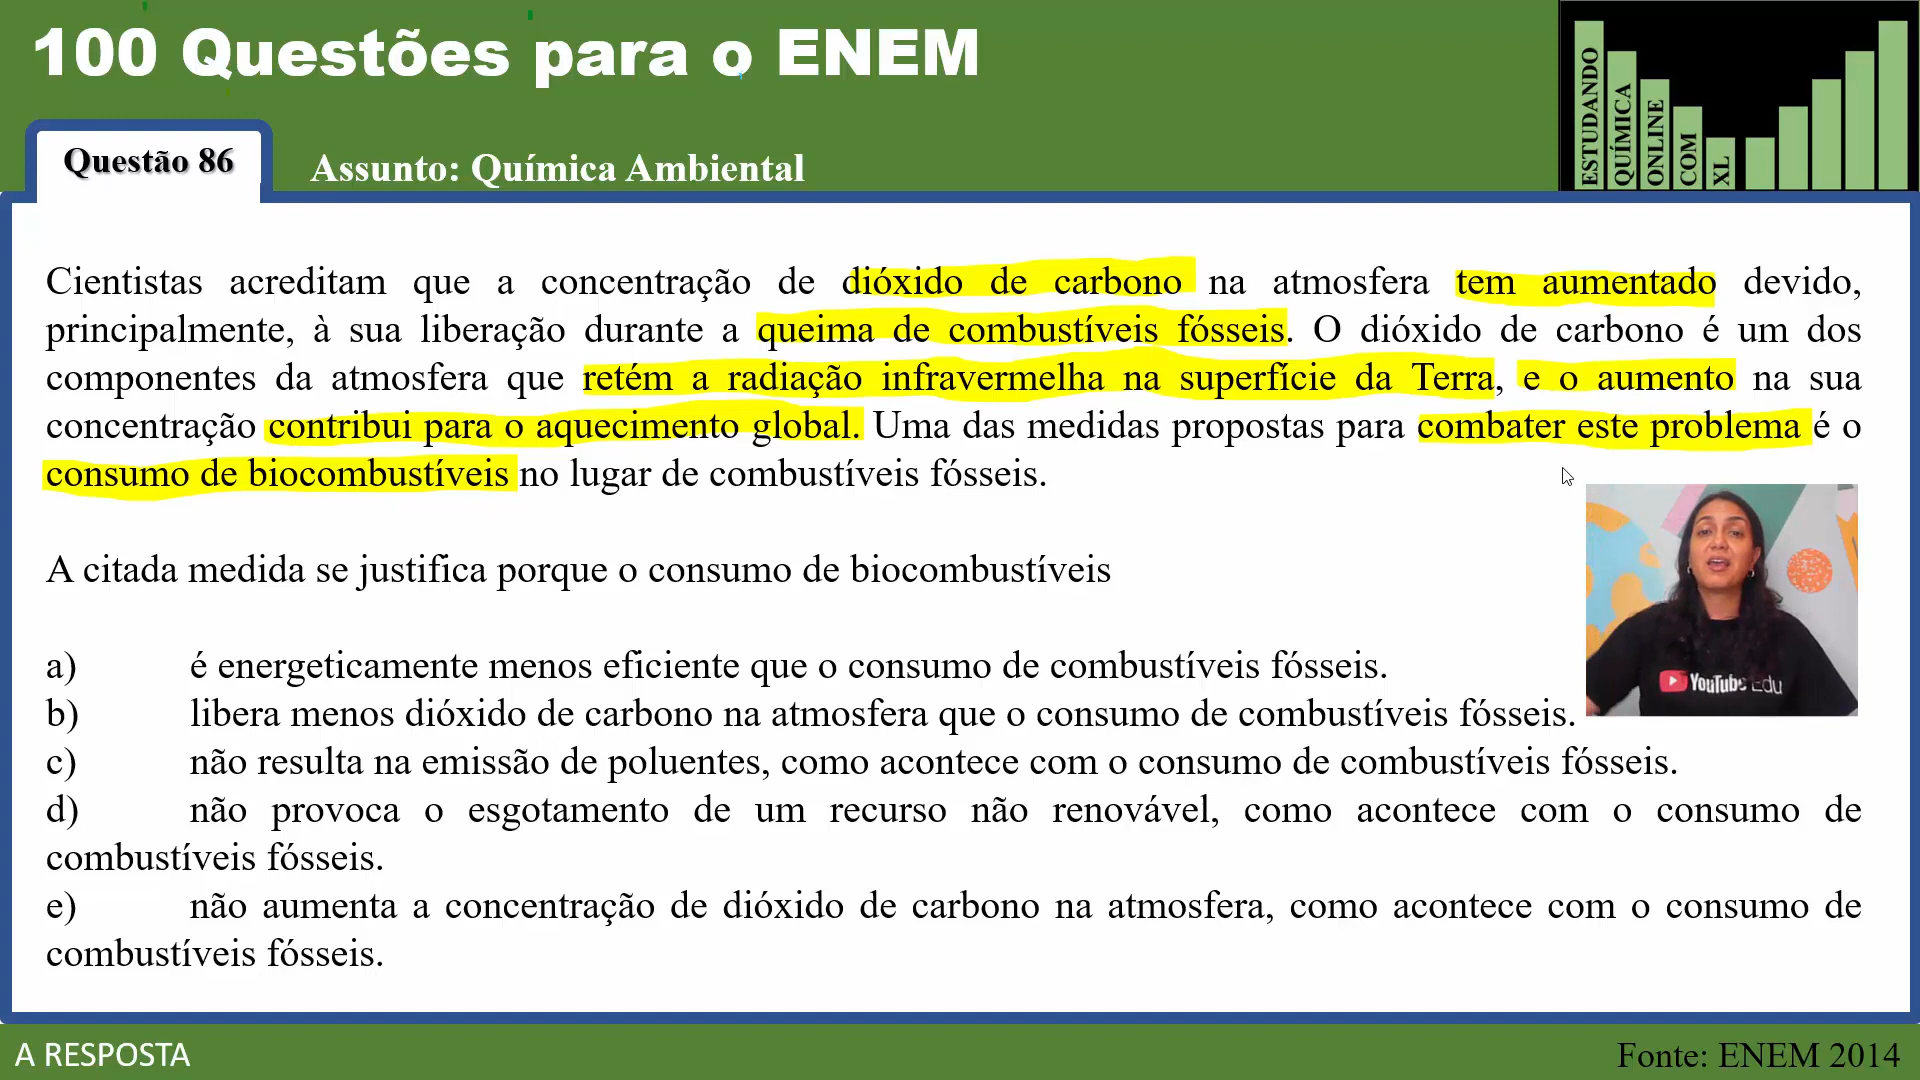 100 Questões para o ENEM
ESTUDANDO
QUÍMICA
ONLINE
COM
XL
Questão 86
Assunto: Química Ambiental
Cientistas acreditam que a concentração de dióxido de carbono na atmosfera tem aumentado devido,
principalmente, à sua liberação durante a queima de combustíveis fósseis. O dióxido de carbono é um dos
componentes da atmosfera que retém a radiação infravermelha na superfície da Terra, e o aumento na sua
concentração contribui para o aquecimento global. Uma das medidas propostas para combater este problema é o
consumo de biocombustíveis no lugar de combustíveis fósseis.
A citada medida se justifica porque o consumo de biocombustíveis
a) é energeticamente menos eficiente que o consumo de combustíveis fósseis.
b) libera menos dióxido de carbono na atmosfera que o consumo de combustíveis fósseis.
c) não resulta na emissão de poluentes, como acontece com o consumo de combustíveis fósseis.
d) não provoca o esgotamento de um recurso não renovável, como acontece com o consumo de
combustíveis fósseis.
e) não aumenta a concentração de dióxido de carbono na atmosfera, como acontece com o consumo de
combustíveis fósseis.
YouTube Edu
A RESPOSTA
Fonte: ENEM 2014